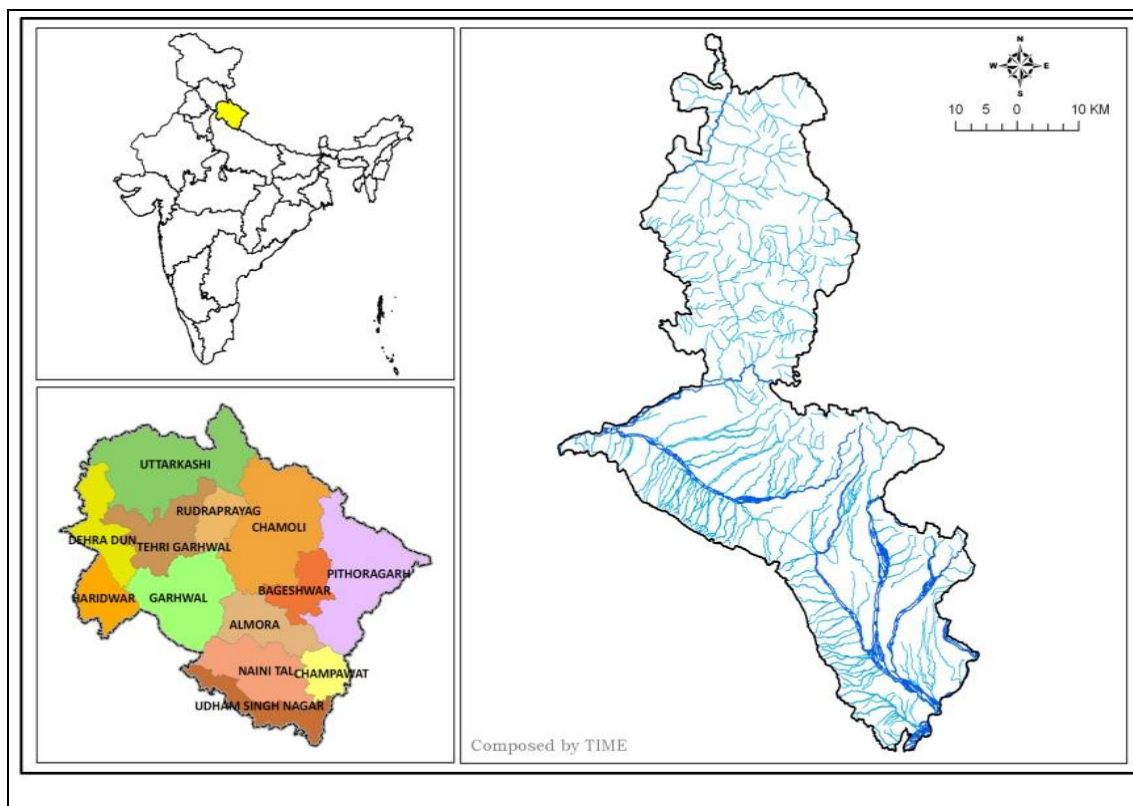 N
W E
S
10 5 0 10 KM
UTTARKASHI
RUDRAPRAYAG
CHAMOLI
DEHRA DUN
TEHRI GARHWAL
PITHORAGARH
HARIDWAR
GARHWAL
BAGESHWAR
ALMORA
NAINI TAL
CHAMPAWAT
UDHAM SINGH NAGAR
Composed by TIME